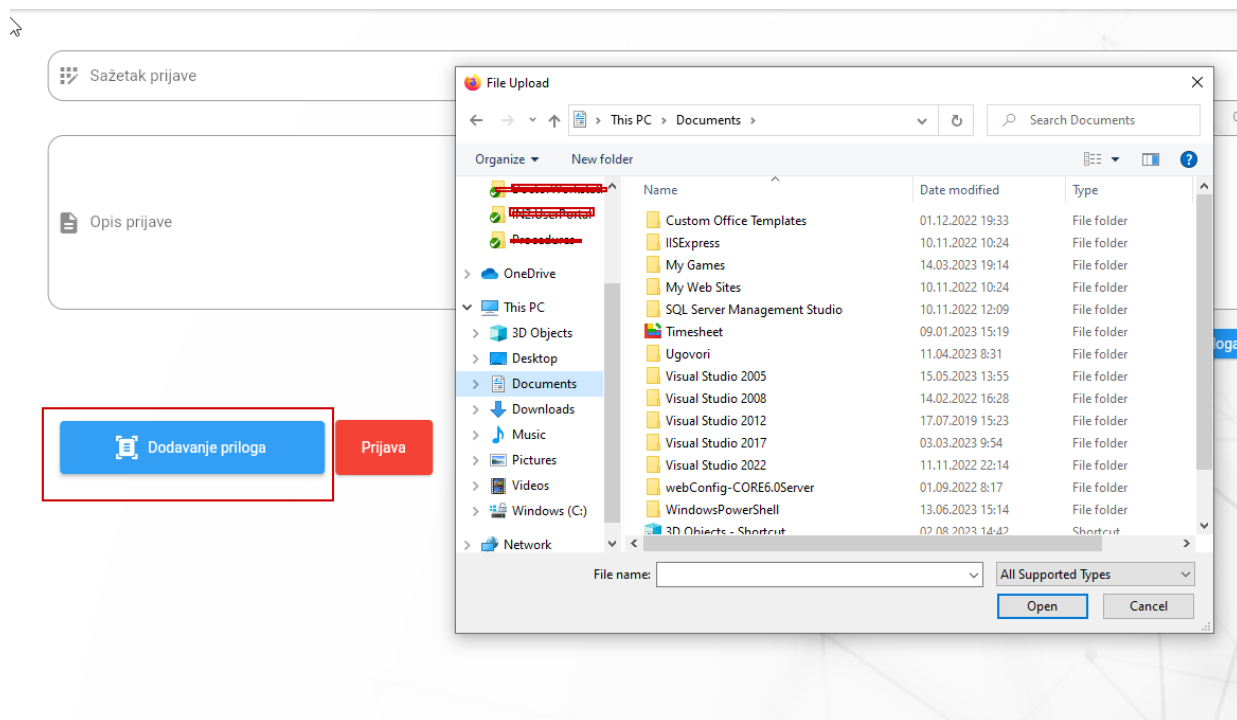 Sažetak prijave
Opis prijave
Dodavanje priloga
Prijava
File Upload
This PC > Documents >
Search Documents
Organize
New folder
OneDrive
This PC
3D Objects
Desktop
Documents
Downloads
Music
Pictures
Videos
Windows (C:)
Network
Name Date modified Type
Custom Office Templates 01.12.2022 19:33 File folder
IISExpress 10.11.2022 10:24 File folder
My Games 14.03.2023 19:14 File folder
My Web Sites 10.11.2022 10:24 File folder
SQL Server Management Studio 10.11.2022 12:09 File folder
Timesheet 09.01.2023 15:19 File folder
Ugovori 11.04.2023 8:31 File folder
Visual Studio 2005 15.05.2023 13:55 File folder
Visual Studio 2008 14.02.2022 16:28 File folder
Visual Studio 2012 17.07.2019 15:23 File folder
Visual Studio 2017 03.03.2023 9:54 File folder
Visual Studio 2022 11.11.2022 22:14 File folder
webConfig-CORE6.0Server 01.09.2022 8:17 File folder
WindowsPowerShell 13.06.2023 15:14 File folder
3D Objects - Shortcut 02.08.2023 14:42 Shortcut
File name:
All Supported Types
Open
Cancel